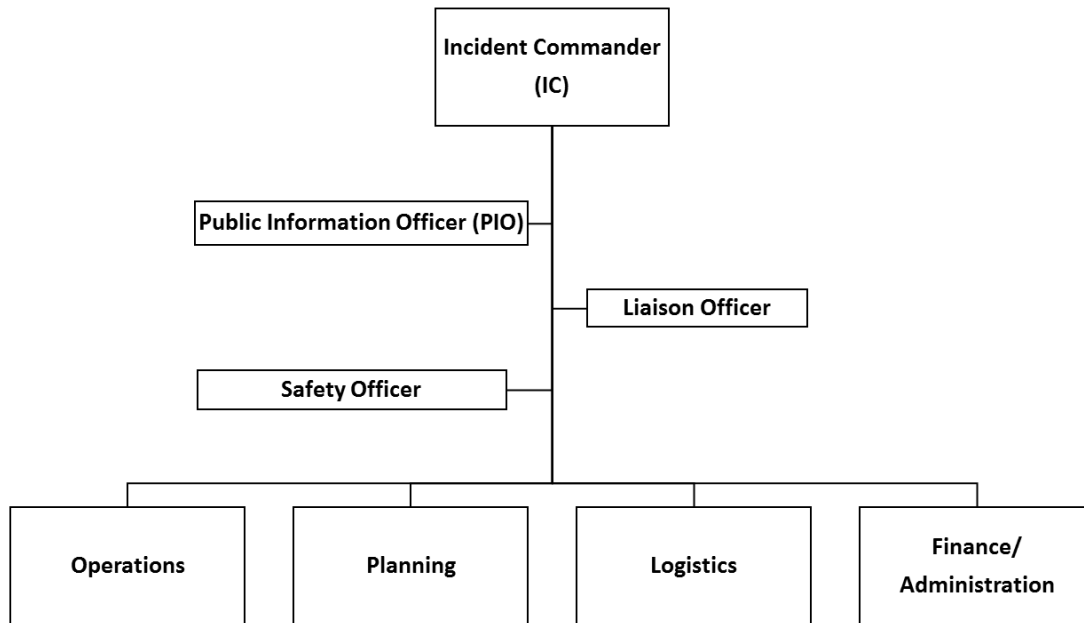 Incident Commander
(IC)
Public Information Officer (PIO)
Liaison Officer
Safety Officer
Operations
Planning
Logistics
Finance/
Administration